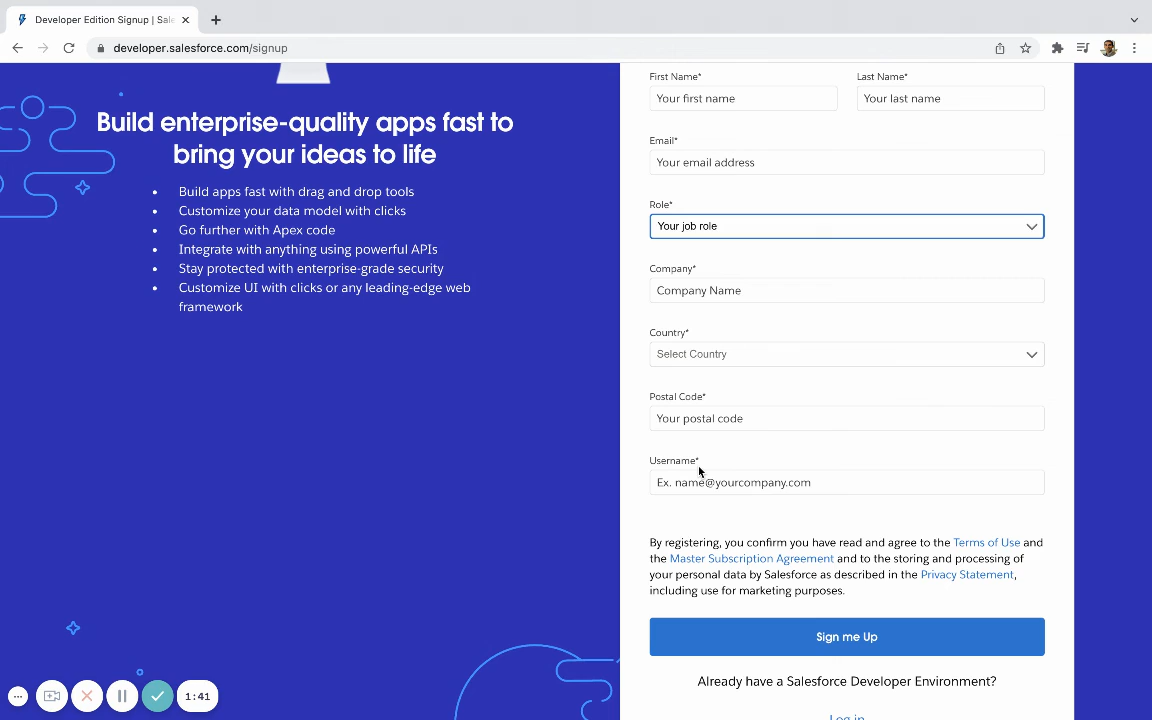 Developer Edition Signup | Sale
developer.salesforce.com/signup
Build enterprise-quality apps fast to
bring your ideas to life
• Build apps fast with drag and drop tools
• Customize your data model with clicks
• Go further with Apex code
• Integrate with anything using powerful APIs
• Stay protected with enterprise-grade security
• Customize UI with clicks or any leading-edge web
framework
First Name* Last Name*
Your first name Your last name
Email*
Your email address
Role*
Your job role
Company*
Company Name
Country*
Select Country
Postal Code*
Your postal code
Username*
Ex. name@yourcompany.com
By registering, you confirm you have read and agree to the Terms of Use and
the Master Subscription Agreement and to the storing and processing of
your personal data by Salesforce as described in the Privacy Statement,
including use for marketing purposes.
Sign me Up
Already have a Salesforce Developer Environment?
Log in
1:41